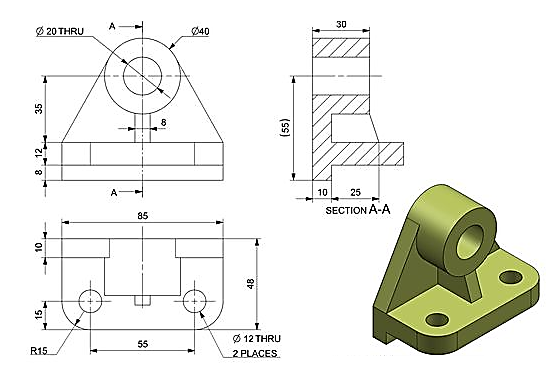 A
Ø 20 THRU
Ø40
30
35
8
(55)
12
8
A
10
25
SECTION A-A
85
10
48
15
R15
55
Ø 12 THRU
2 PLACES